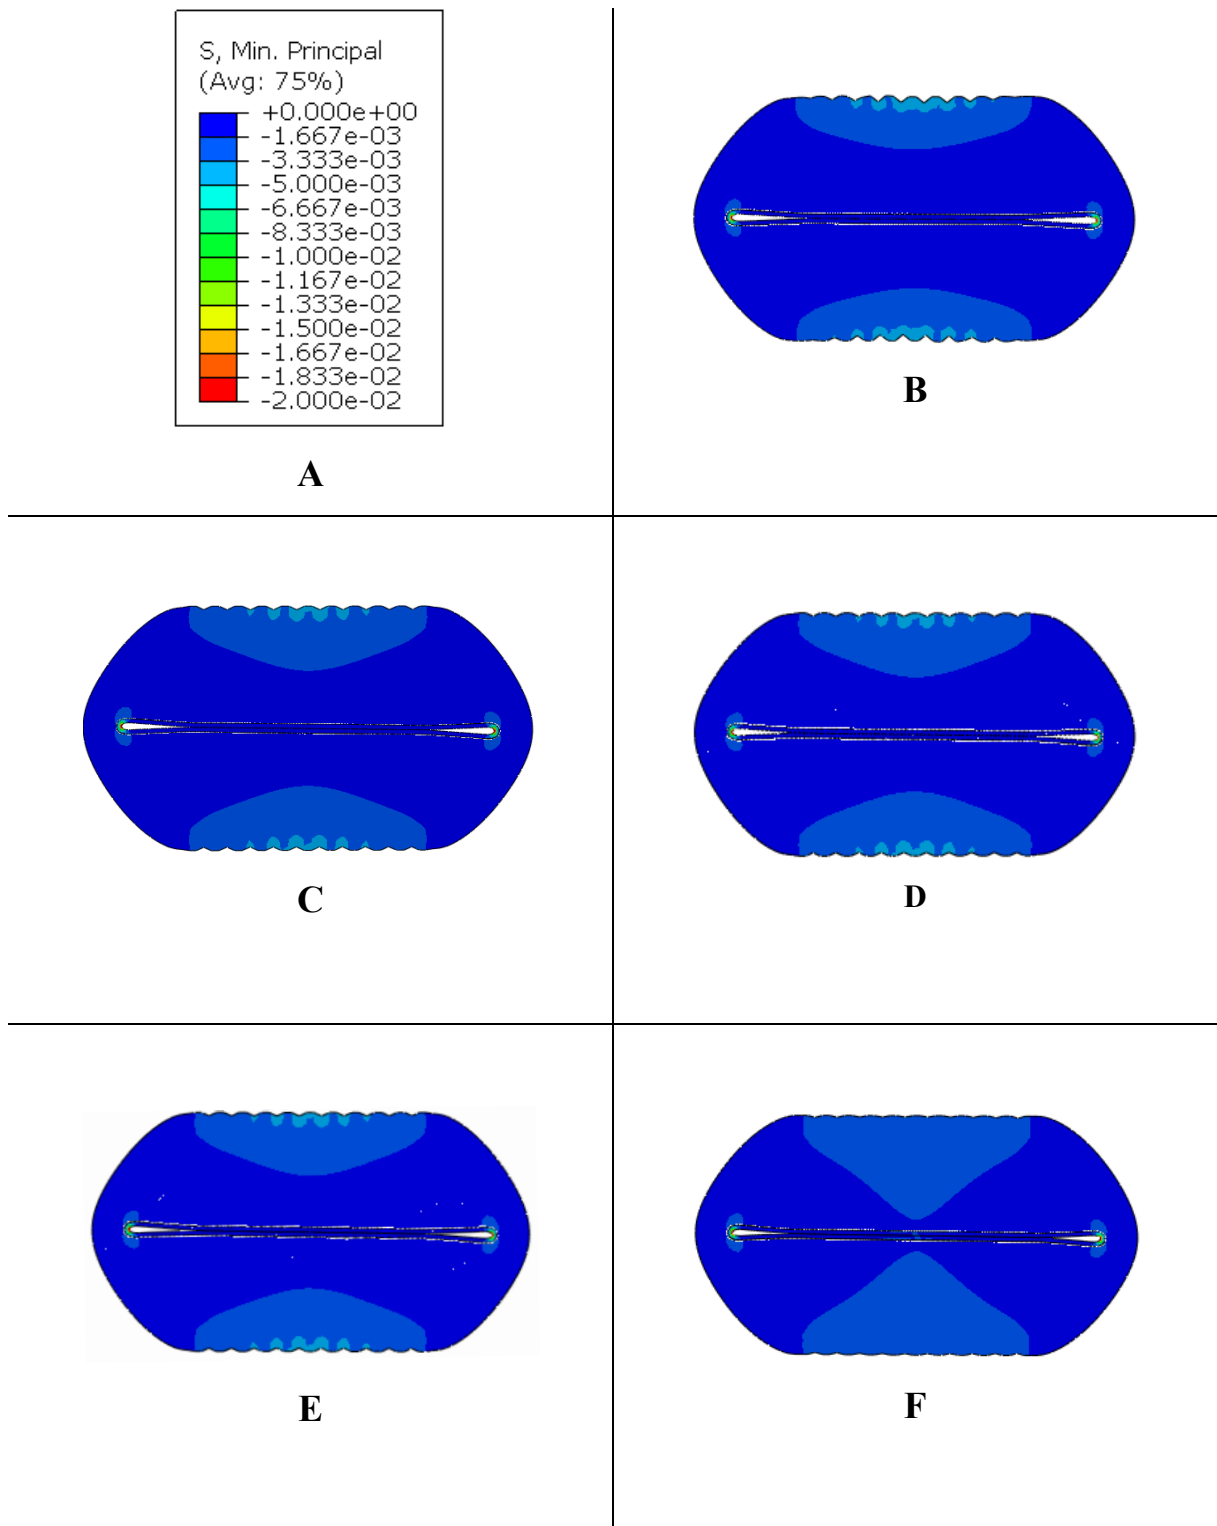 S, Min. Principal
(Avg: 75%)
+0.000e+00
-1.667e-03
-3.333e-03
-5.000e-03
-6.667e-03
-8.333e-03
-1.000e-02
-1.167e-02
-1.333e-02
-1.500e-02
-1.667e-02
-1.833e-02
-2.000e-02
A
B
C
D
E
F